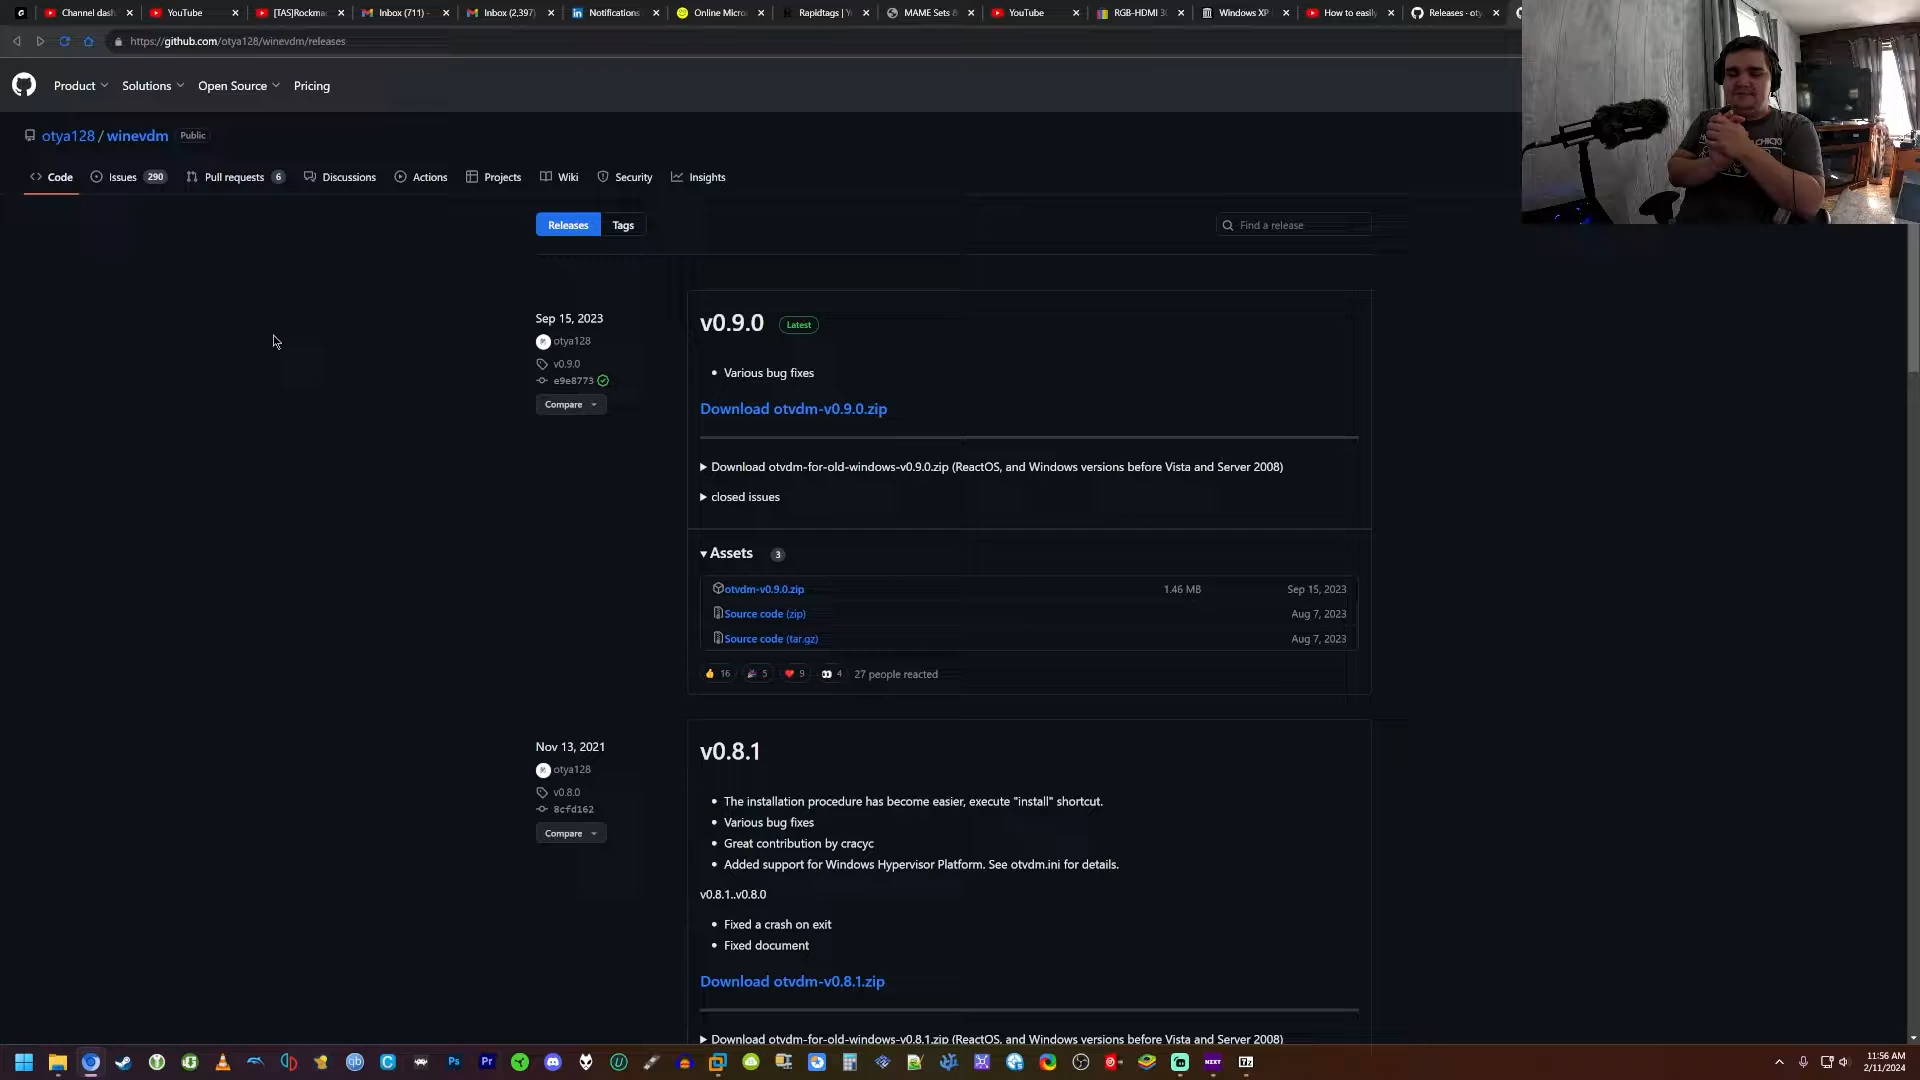 Channel dash
YouTube
[TAS]Rockma
Inbox (711) -
Inbox (2,397)
Notifications
Online Micro
Rapidtags | Y
MAME Sets &
YouTube
RGB-HDMI 3
Windows XP
How to easily
Releases · oty
https://github.com/otya128/winevdm/releases
Product
Solutions
Open Source
Pricing
otya128 / winevdm Public
Code
Issues 290
Pull requests 6
Discussions
Actions
Projects
Wiki
Security
Insights
Releases
Tags
Find a release
Sep 15, 2023
otya128
v0.9.0
e9e8773
Compare
v0.9.0 Latest
• Various bug fixes
Download otvdm-v0.9.0.zip
Download otvdm-for-old-windows-v0.9.0.zip (ReactOS, and Windows versions before Vista and Server 2008)
closed issues
Assets 3
otvdm-v0.9.0.zip 1.46 MB Sep 15, 2023
Source code (zip) Aug 7, 2023
Source code (tar.gz) Aug 7, 2023
16 5 9 4 27 people reacted
Nov 13, 2021
otya128
v0.8.0
8cfd162
Compare
v0.8.1
• The installation procedure has become easier, execute "install" shortcut.
• Various bug fixes
• Great contribution by cracyc
• Added support for Windows Hypervisor Platform. See otvdm.ini for details.
v0.8.1..v0.8.0
• Fixed a crash on exit
• Fixed document
Download otvdm-v0.8.1.zip
Download otvdm-for-old-windows-v0.8.1.zip (ReactOS, and Windows versions before Vista and Server 2008)
Ps
Pr
NZXT
11:56 AM
2/11/2024